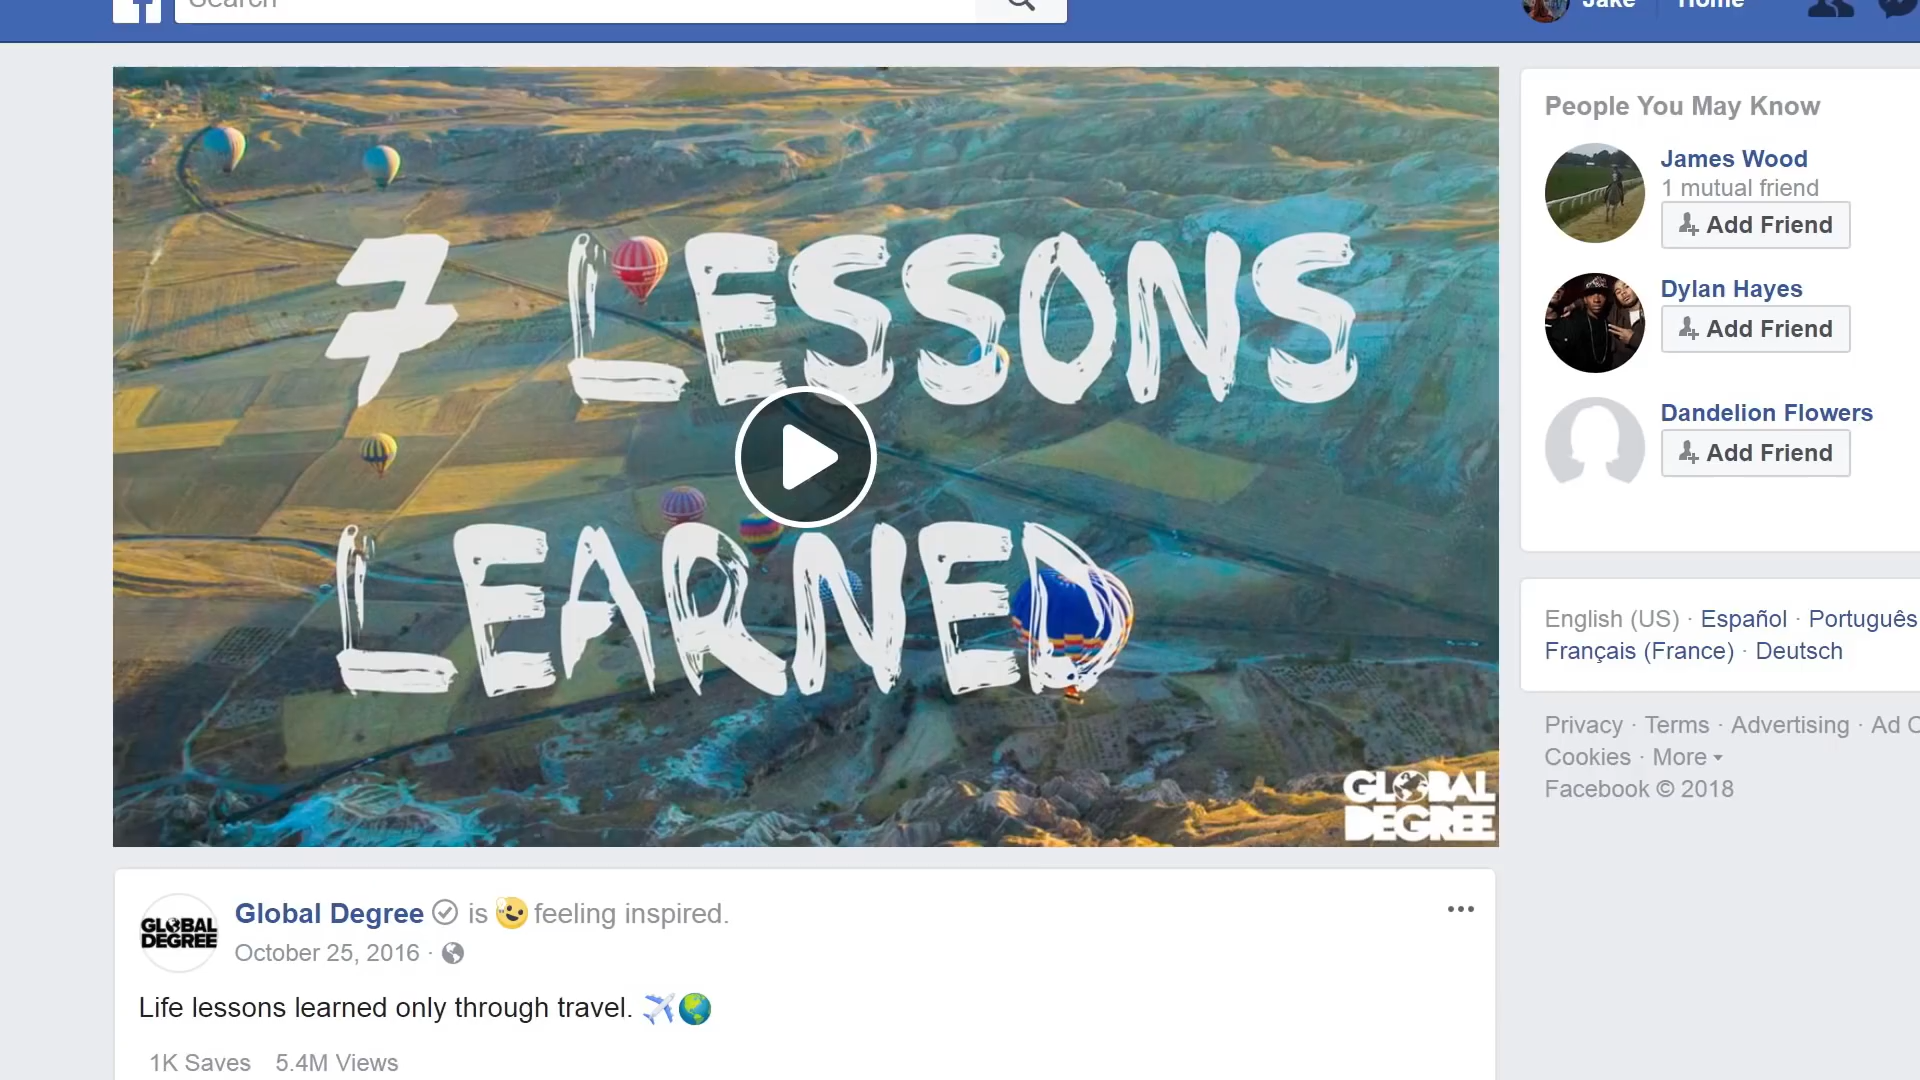 Search
Jake
Home
7 LESSONS
LEARNED
GLOBAL
DEGREE
People You May Know
James Wood
1 mutual friend
Add Friend
Dylan Hayes
Add Friend
Dandelion Flowers
Add Friend
English (US) · Español · Português
Français (France) · Deutsch
Privacy · Terms · Advertising · Ad
Cookies · More
Facebook © 2018
GLOBAL
DEGREE
Global Degree is feeling inspired.
October 25, 2016 ·
Life lessons learned only through travel. ✈️🌎
1K Saves 5.4M Views